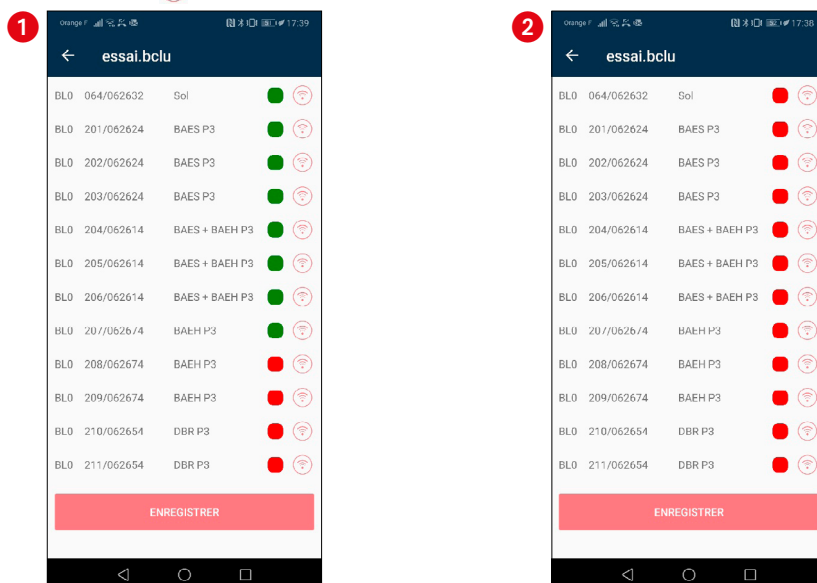 1
Orange F 17:39
essai.bclu
BL0 064/062632 Sol
BL0 201/062624 BAES P3
BL0 202/062624 BAES P3
BL0 203/062624 BAES P3
BL0 204/062614 BAES + BAEH P3
BL0 205/062614 BAES + BAEH P3
BL0 206/062614 BAES + BAEH P3
BL0 207/062674 BAEH P3
BL0 208/062674 BAEH P3
BL0 209/062674 BAEH P3
BL0 210/062654 DBR P3
BL0 211/062654 DBR P3
ENREGISTRER
2
Orange F 17:38
essai.bclu
BL0 064/062632 Sol
BL0 201/062624 BAES P3
BL0 202/062624 BAES P3
BL0 203/062624 BAES P3
BL0 204/062614 BAES + BAEH P3
BL0 205/062614 BAES + BAEH P3
BL0 206/062614 BAES + BAEH P3
BL0 207/062674 BAEH P3
BL0 208/062674 BAEH P3
BL0 209/062674 BAEH P3
BL0 210/062654 DBR P3
BL0 211/062654 DBR P3
ENREGISTRER